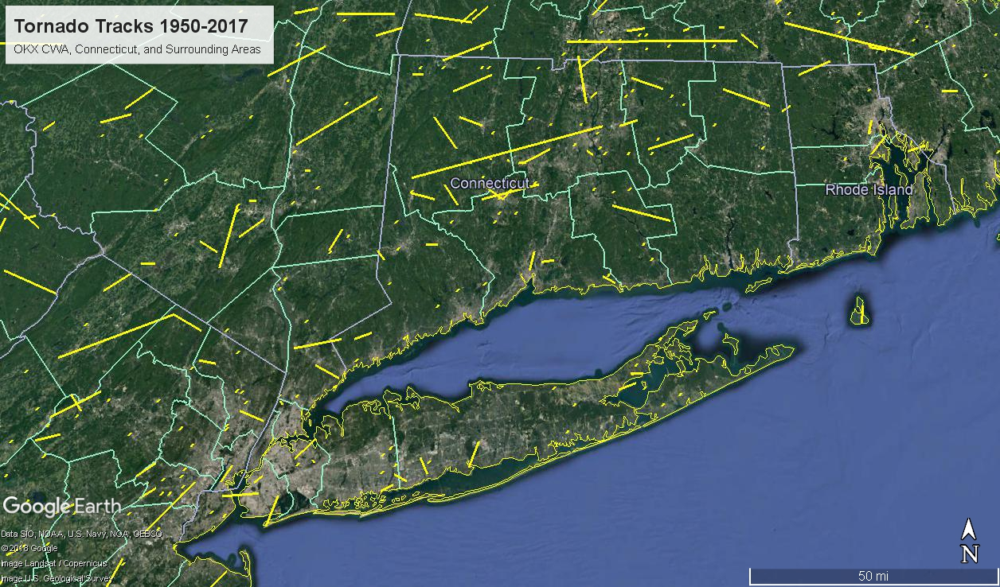 Tornado Tracks 1950-2017
OKX CWA, Connecticut, and Surrounding Areas
Connecticut
Rhode Island
Google Earth
Data SIO, NOAA, U.S. Navy, NGA, GEBCO
© 2018 Google
Image Landsat / Copernicus
Image U.S. Geological Survey
N
50 mi